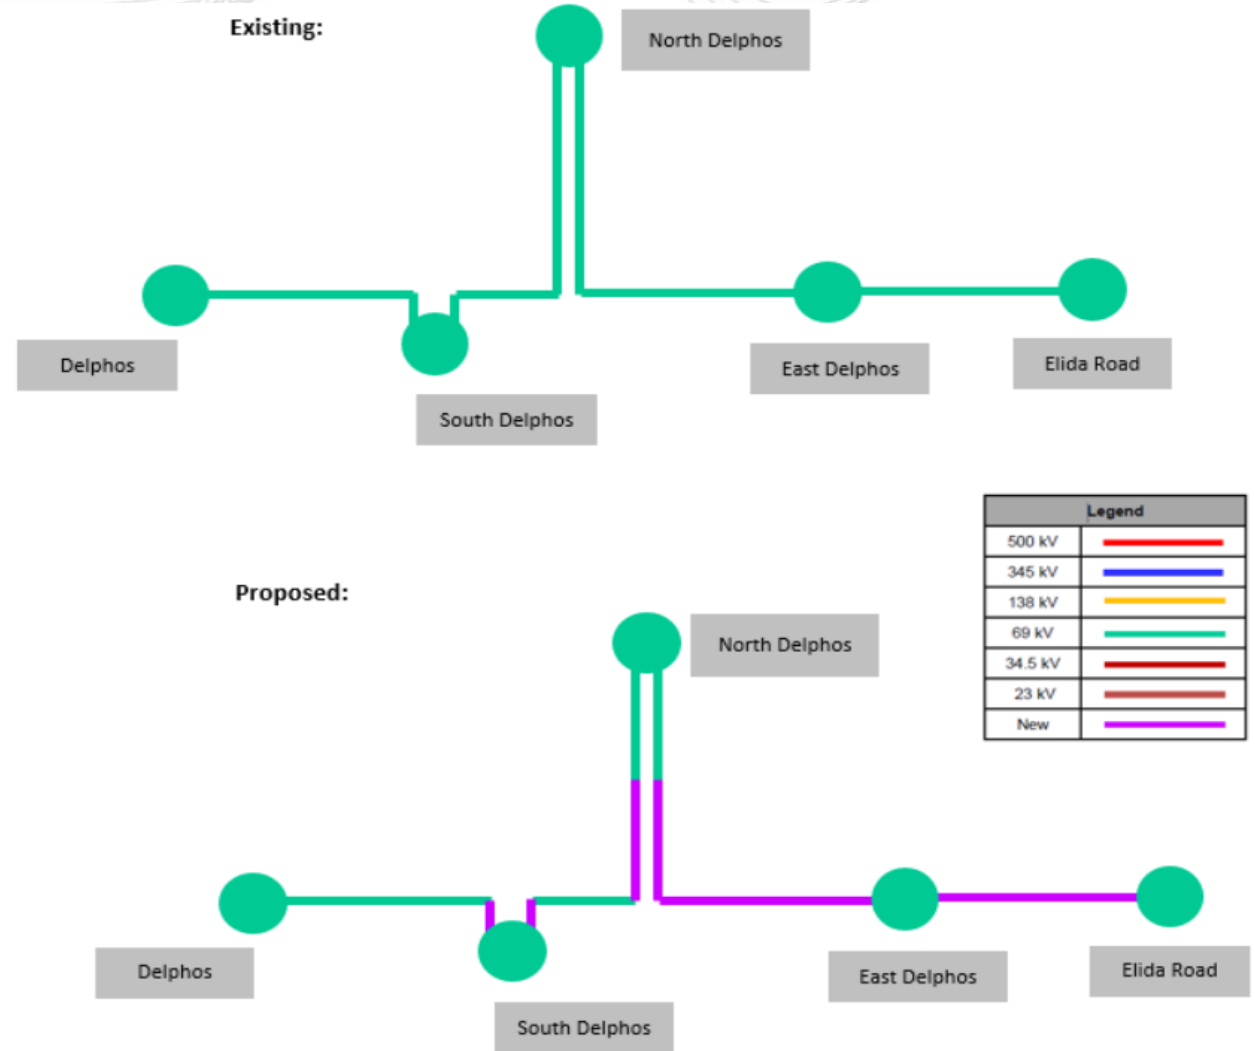 Existing:
North Delphos
Delphos
South Delphos
East Delphos
Elida Road
Legend
500 kV
345 kV
138 kV
69 kV
34.5 kV
23 kV
New
Proposed:
North Delphos
Delphos
South Delphos
East Delphos
Elida Road